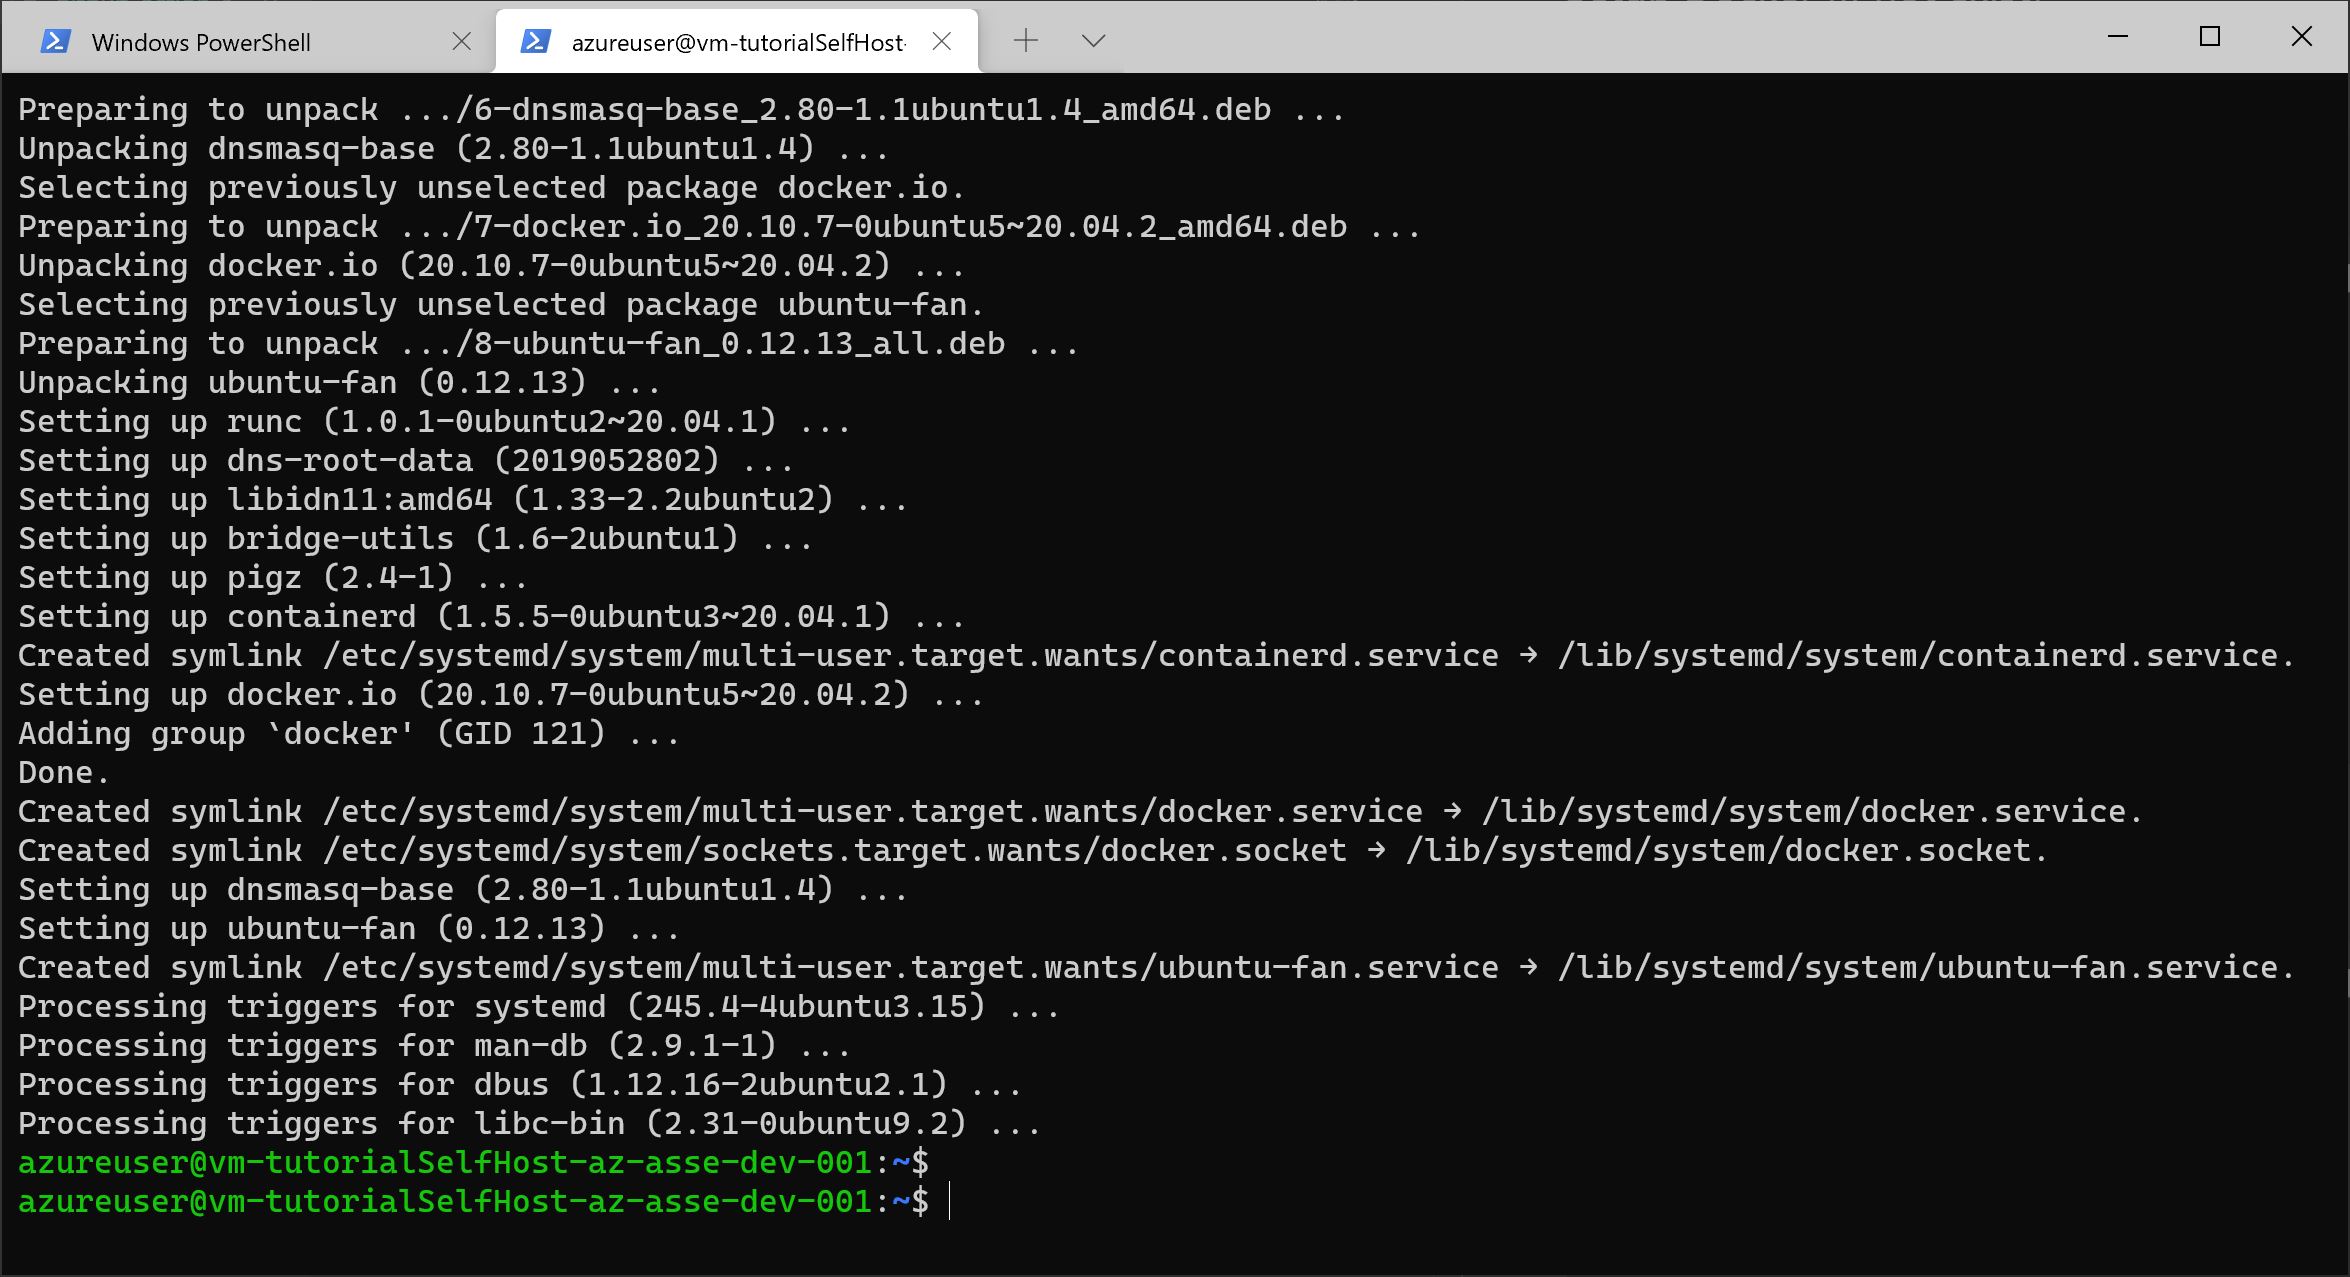 Windows PowerShell
azureuser@vm-tutorialSelfHost-
Preparing to unpack .../6-dnsmasq-base_2.80-1.1ubuntu1.4_amd64.deb ...
Unpacking dnsmasq-base (2.80-1.1ubuntu1.4) ...
Selecting previously unselected package docker.io.
Preparing to unpack .../7-docker.io_20.10.7-0ubuntu5~20.04.2_amd64.deb ...
Unpacking docker.io (20.10.7-0ubuntu5~20.04.2) ...
Selecting previously unselected package ubuntu-fan.
Preparing to unpack .../8-ubuntu-fan_0.12.13_all.deb ...
Unpacking ubuntu-fan (0.12.13) ...
Setting up runc (1.0.1-0ubuntu2~20.04.1) ...
Setting up dns-root-data (2019052802) ...
Setting up libidn11:amd64 (1.33-2.2ubuntu2) ...
Setting up bridge-utils (1.6-2ubuntu1) ...
Setting up pigz (2.4-1) ...
Setting up containerd (1.5.5-0ubuntu3~20.04.1) ...
Created symlink /etc/systemd/system/multi-user.target.wants/containerd.service → /lib/systemd/system/containerd.service.
Setting up docker.io (20.10.7-0ubuntu5~20.04.2) ...
Adding group `docker' (GID 121) ...
Done.
Created symlink /etc/systemd/system/multi-user.target.wants/docker.service → /lib/systemd/system/docker.service.
Created symlink /etc/systemd/system/sockets.target.wants/docker.socket → /lib/systemd/system/docker.socket.
Setting up dnsmasq-base (2.80-1.1ubuntu1.4) ...
Setting up ubuntu-fan (0.12.13) ...
Created symlink /etc/systemd/system/multi-user.target.wants/ubuntu-fan.service → /lib/systemd/system/ubuntu-fan.service.
Processing triggers for systemd (245.4-4ubuntu3.15) ...
Processing triggers for man-db (2.9.1-1) ...
Processing triggers for dbus (1.12.16-2ubuntu2.1) ...
Processing triggers for libc-bin (2.31-0ubuntu9.2) ...
azureuser@vm-tutorialSelfHost-az-asse-dev-001:~$
azureuser@vm-tutorialSelfHost-az-asse-dev-001:~$